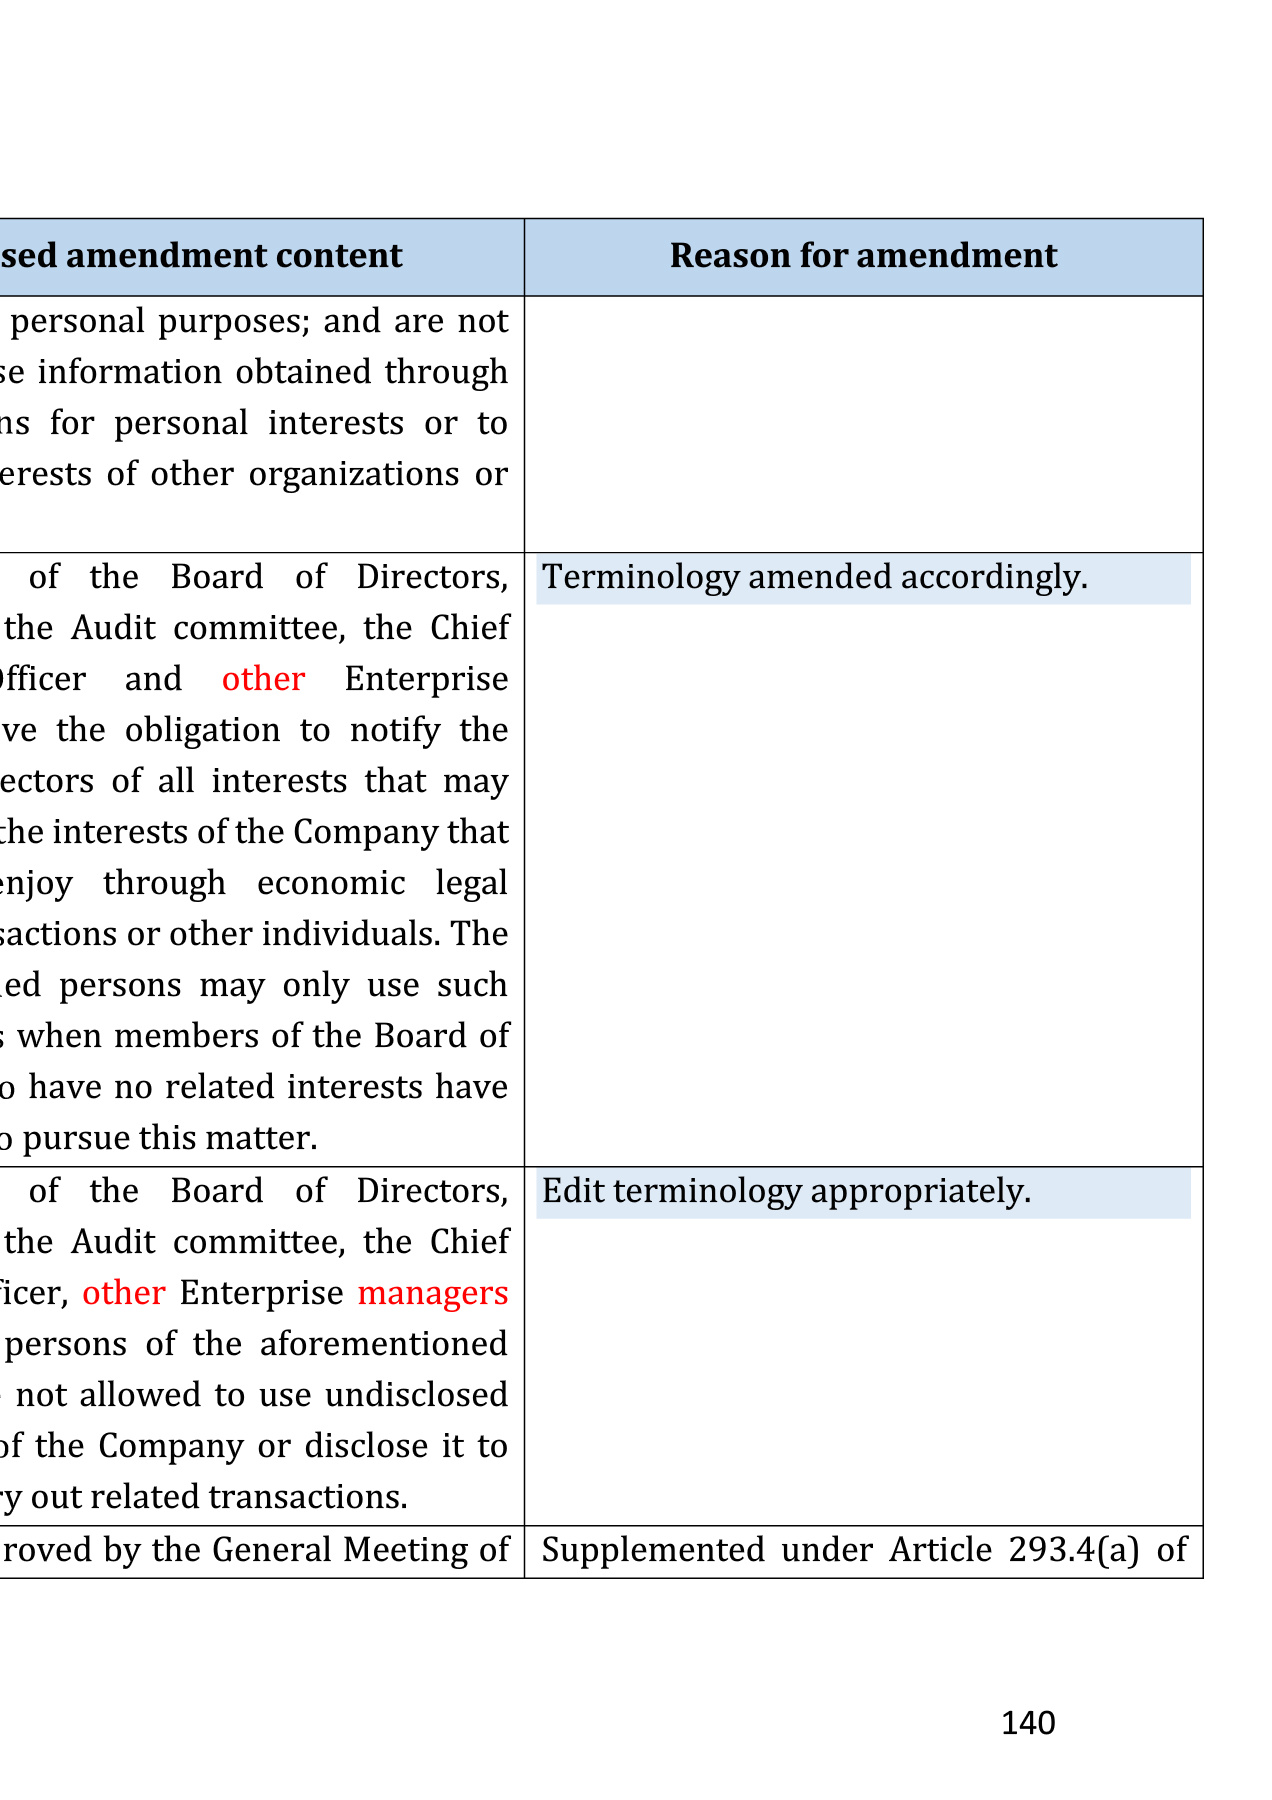 sed amendment content
Reason for amendment
personal purposes; and are not
se information obtained through
ns for personal interests or to
erests of other organizations or
of the Board of Directors,
Terminology amended accordingly.
the Audit committee, the Chief
Officer and other Enterprise
ve the obligation to notify the
ectors of all interests that may
the interests of the Company that
enjoy through economic legal
sactions or other individuals. The
ed persons may only use such
s when members of the Board of
o have no related interests have
o pursue this matter.
of the Board of Directors,
Edit terminology appropriately.
the Audit committee, the Chief
ficer, other Enterprise managers
persons of the aforementioned
not allowed to use undisclosed
of the Company or disclose it to
ry out related transactions.
roved by the General Meeting of
Supplemented under Article 293.4(a) of
140